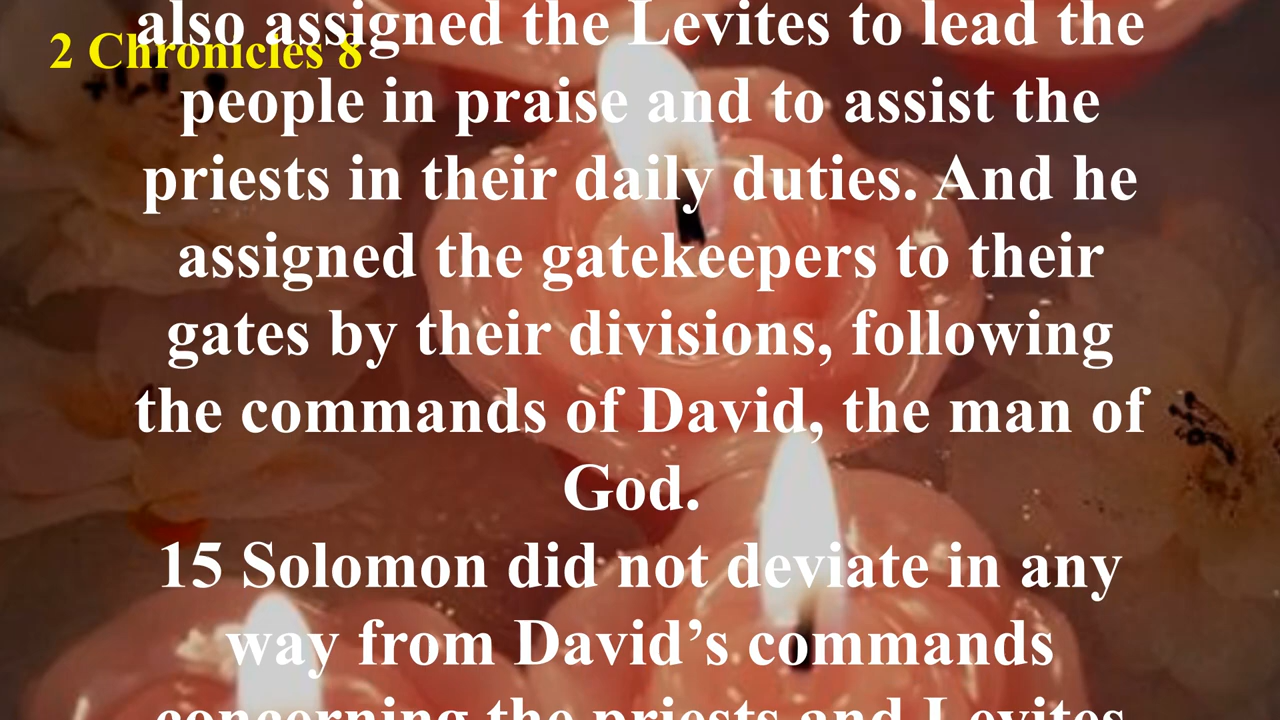 also assigned the Levites to lead the
2 Chronicles 8
people in praise and to assist the
priests in their daily duties. And he
assigned the gatekeepers to their
gates by their divisions, following
the commands of David, the man of
God.
15 Solomon did not deviate in any
way from David’s commands
concerning the priests and Levites